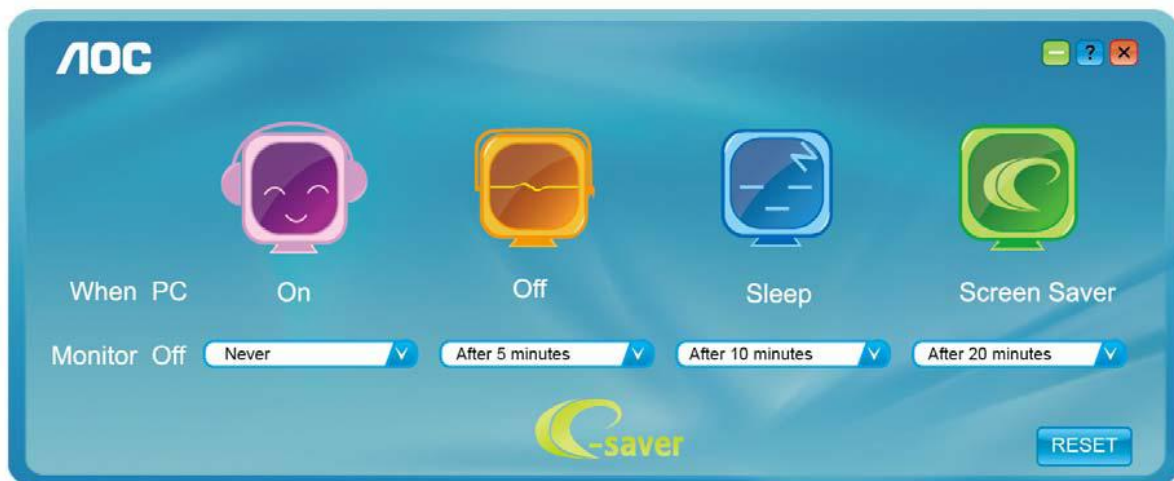 AOC
?
When PC On Off Sleep Screen Saver
Monitor Off Never After 5 minutes After 10 minutes After 20 minutes
e-saver
RESET